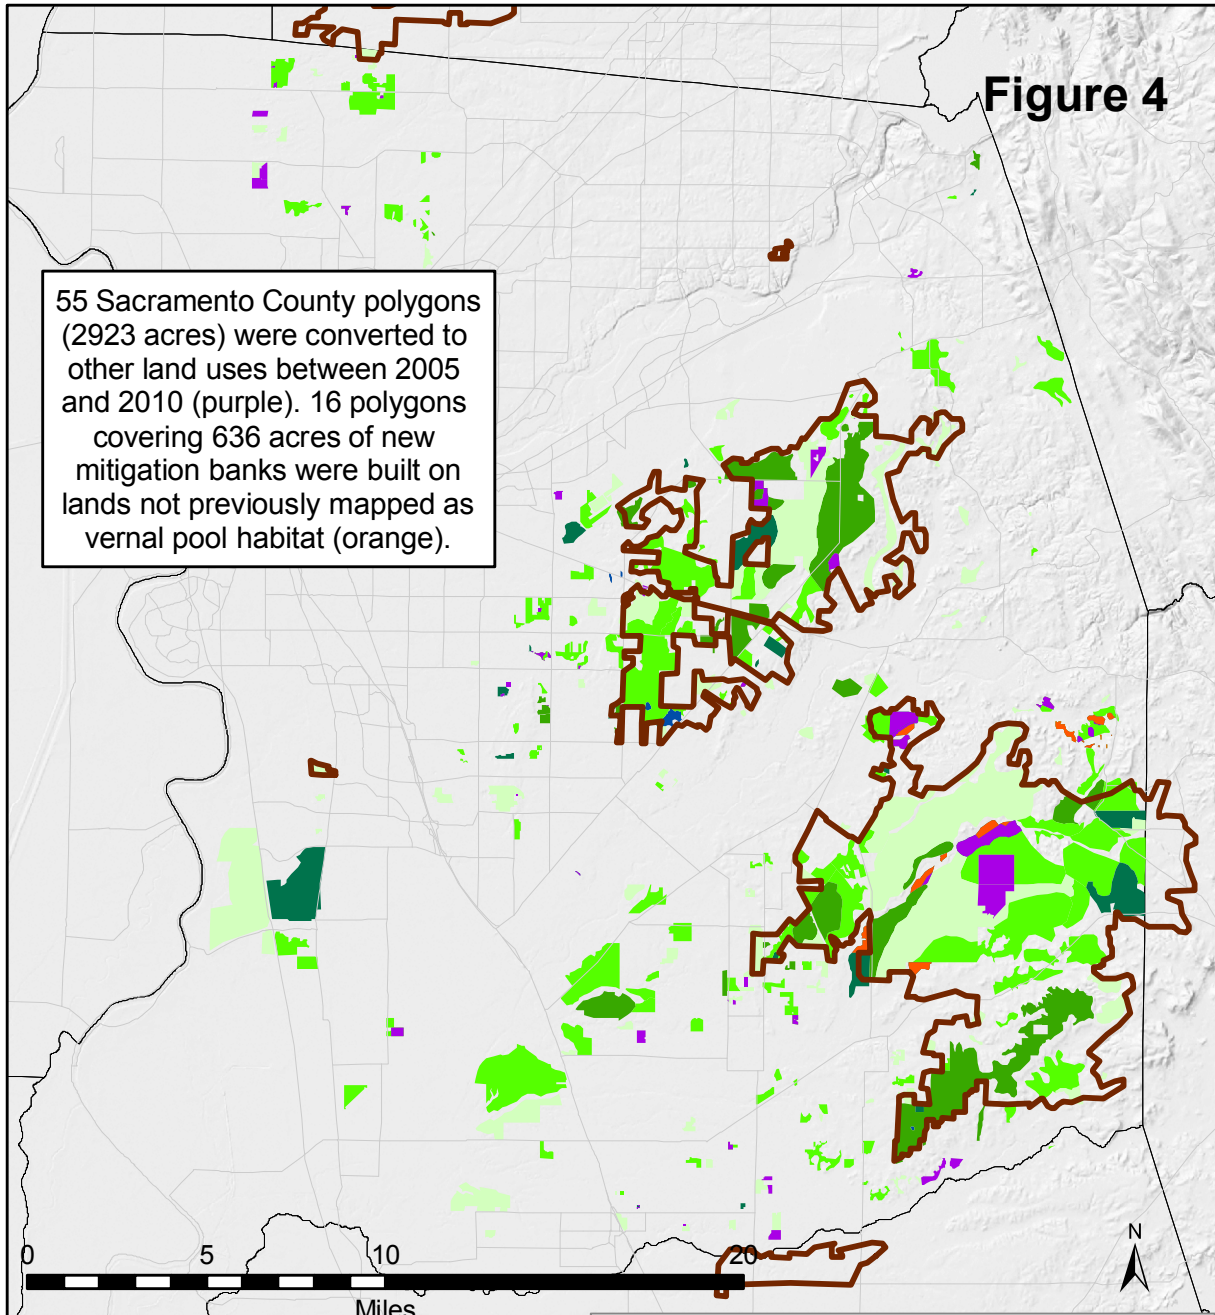 Figure 4
55 Sacramento County polygons
(2923 acres) were converted to
other land uses between 2005
and 2010 (purple). 16 polygons
covering 636 acres of new
mitigation banks were built on
lands not previously mapped as
vernal pool habitat (orange).
N
0 5 10 20
Miles